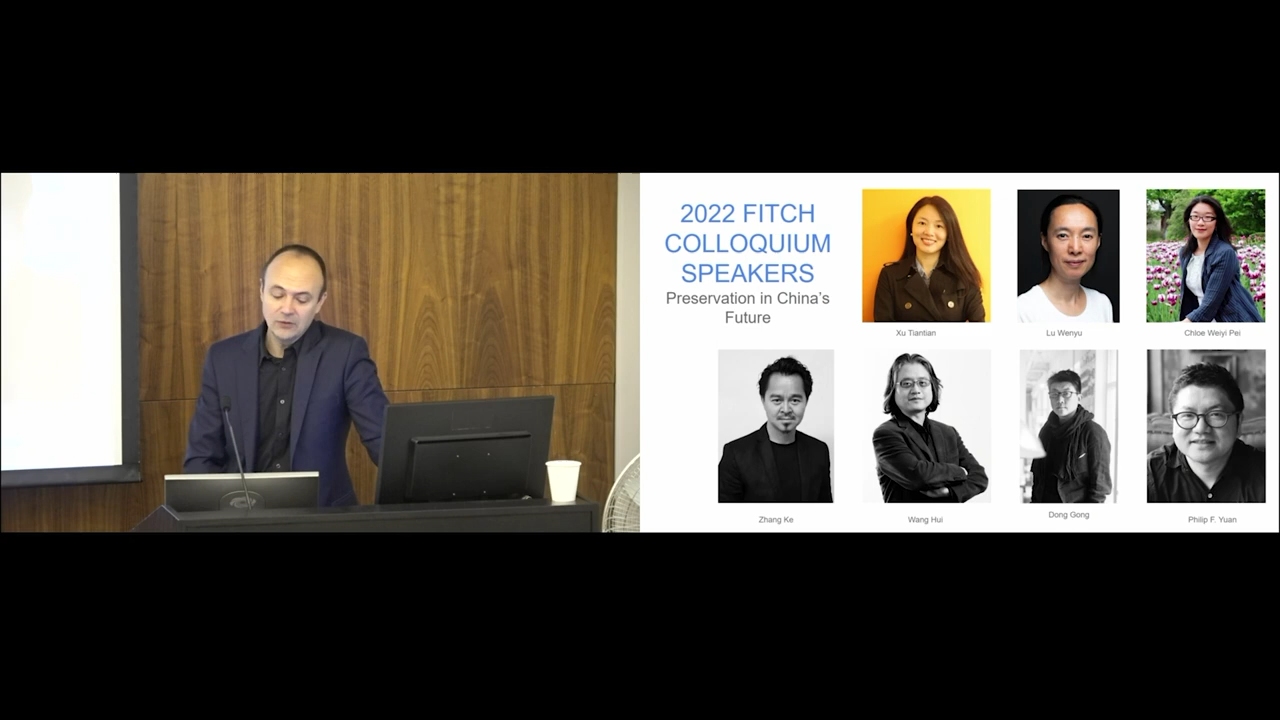 2022 FITCH
COLLOQUIUM
SPEAKERS
Preservation in China's
Future
Xu Tiantian
Lu Wenyu
Chloe Weiyi Pei
Zhang Ke
Wang Hui
Dong Gong
Philip F. Yuan